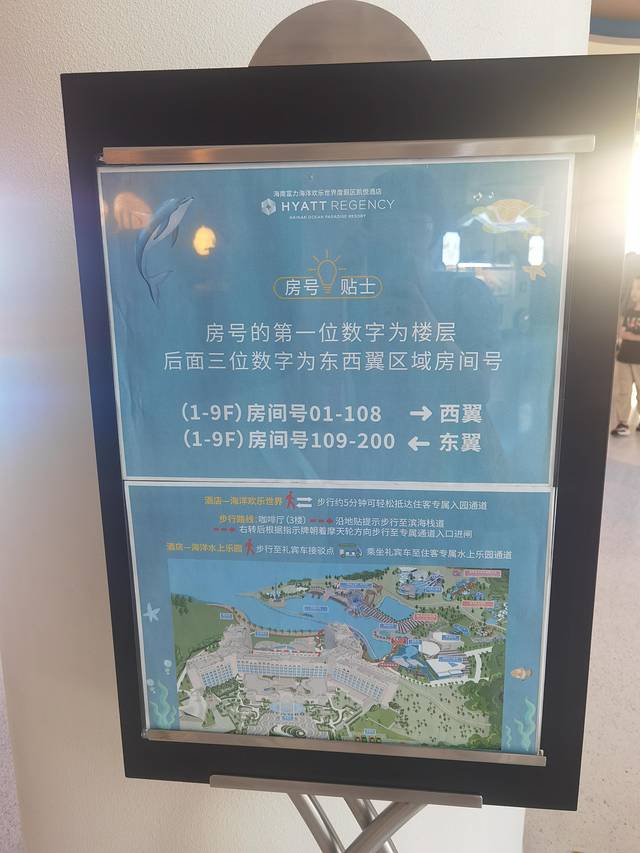 海南富力海洋欢乐世界度假区凯悦酒店
HYATT REGENCY
HAINAN OCEAN PARADISE RESORT
房号 贴士
房号的第一位数字为楼层
后面三位数字为东西翼区域房间号
(1-9F) 房间号01-108 → 西翼
(1-9F) 房间号109-200 ← 东翼
酒店—海洋欢乐世界 步行约5分钟可轻松抵达住客专属入园通道
步行路线：咖啡厅(3楼) 沿地贴提示步行至滨海栈道
右转后根据指示牌朝着摩天轮方向步行至专属通道入口进闸
酒店—海洋水上乐园 步行至礼宾车接驳点 乘坐礼宾车至住客专属水上乐园通道